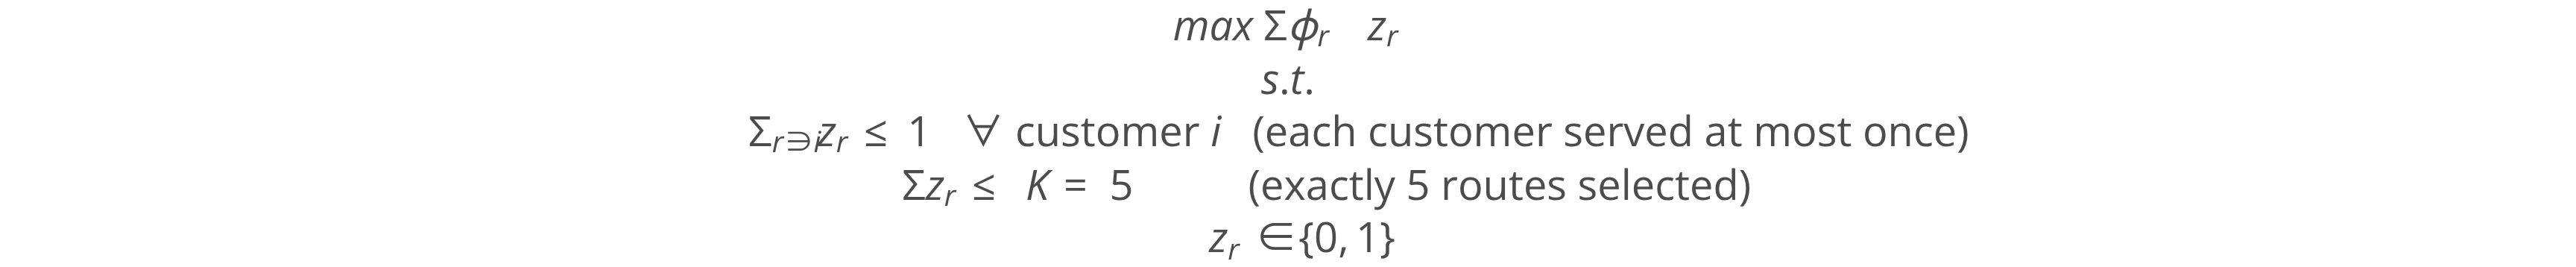 max Σϕᵣ zᵣ
s.t.
Σᵣ∋ᵢzᵣ ≤ 1 ∀ customer i (each customer served at most once)
Σzᵣ ≤ K = 5 (exactly 5 routes selected)
zᵣ ∈{0, 1}